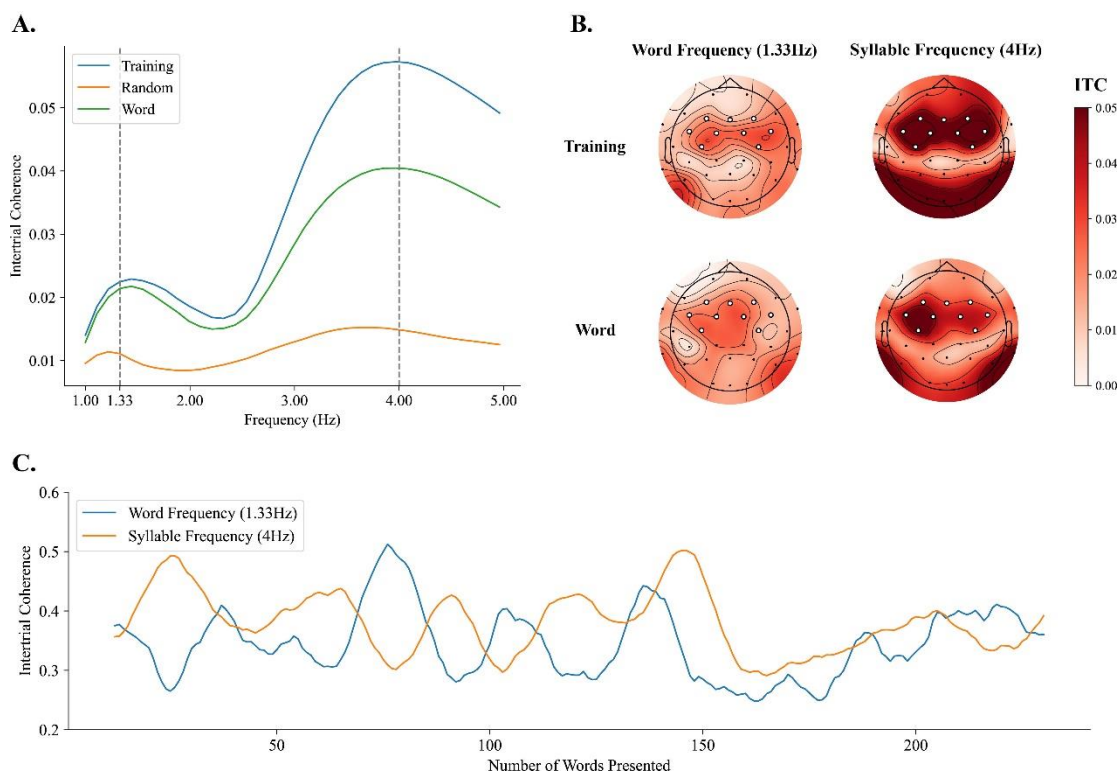 A.
Training
Random
Word
Intertrial Coherence
0.05
0.04
0.03
0.02
0.01
1.00
1.33
2.00
3.00
4.00
5.00
Frequency (Hz)
B.
Word Frequency (1.33Hz)
Syllable Frequency (4Hz)
Training
Word
ITC
0.05
0.04
0.03
0.02
0.01
0.00
C.
Word Frequency (1.33Hz)
Syllable Frequency (4Hz)
Intertrial Coherence
0.6
0.5
0.4
0.3
0.2
50
100
150
200
Number of Words Presented